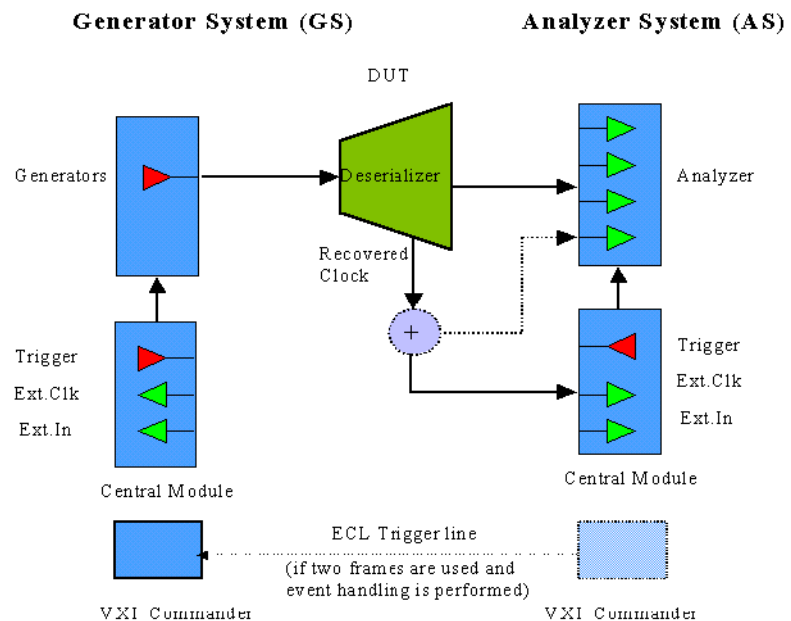 Generator System (GS)
Analyzer System (AS)
DUT
Generators
Deserializer
Analyzer
Recovered
Clock
+
Trigger
Ext.Clk
Ext.In
Trigger
Ext.Clk
Ext.In
Central Module
Central Module
ECL Trigger line
(if two frames are used and
event handling is performed)
VXI Commander
VXI Commander